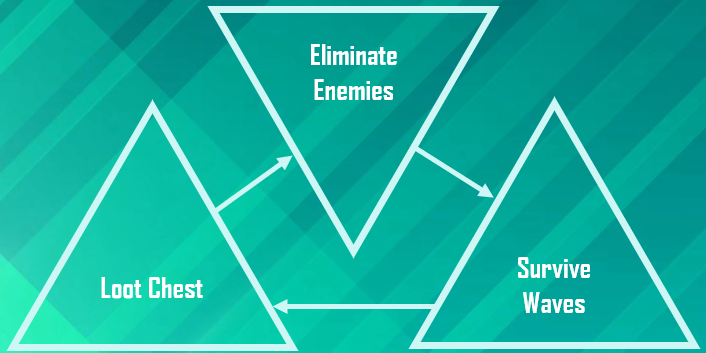 Eliminate
Enemies
Loot Chest
Survive
Waves